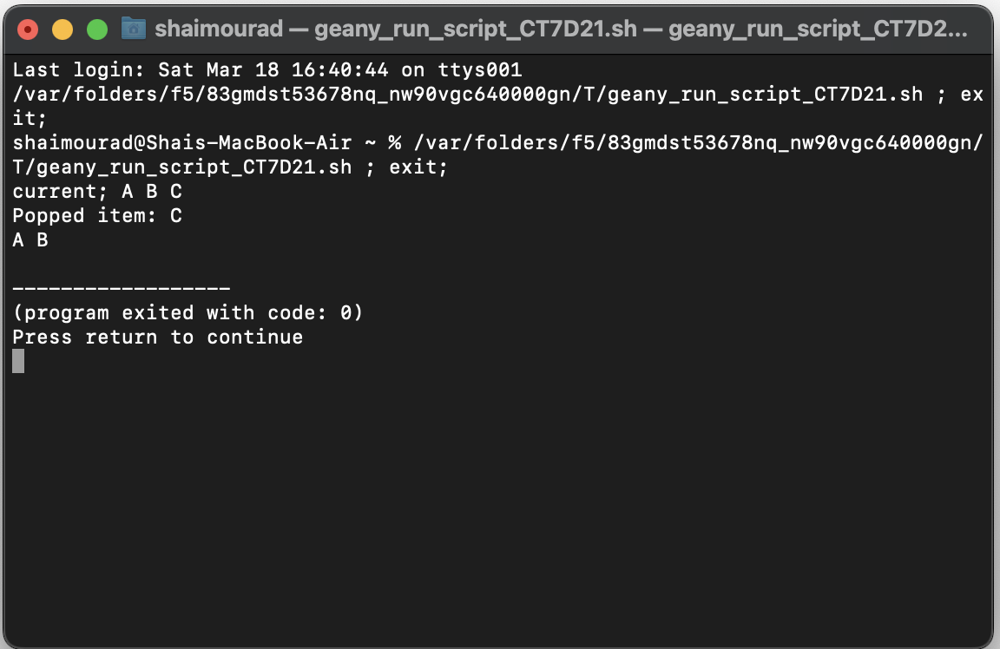 shaimourad — geany_run_script_CT7D21.sh — geany_run_script_CT7D2...
Last login: Sat Mar 18 16:40:44 on ttys001
/var/folders/f5/83gmdst53678nq_nw90vgc640000gn/T/geany_run_script_CT7D21.sh ; ex
it;
shaimourad@Shais-MacBook-Air ~ % /var/folders/f5/83gmdst53678nq_nw90vgc640000gn/
T/geany_run_script_CT7D21.sh ; exit;
current; A B C
Popped item: C
A B
------------------
(program exited with code: 0)
Press return to continue